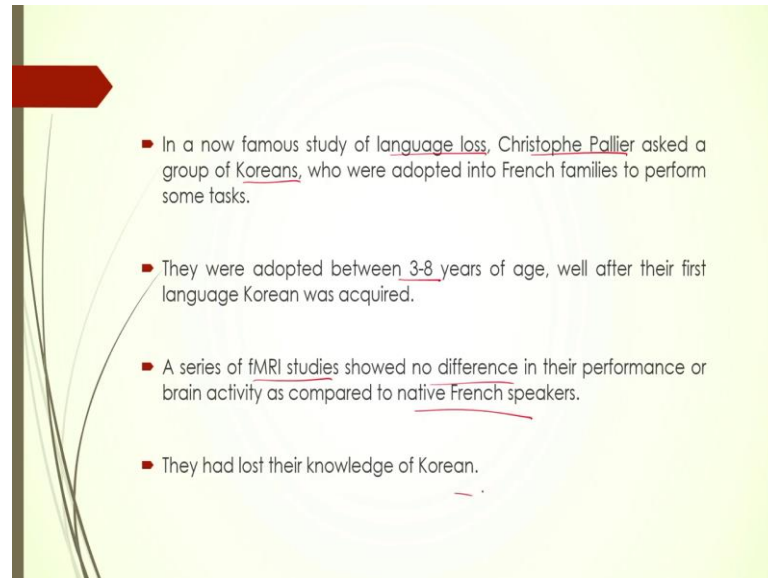 In a now famous study of language loss, Christophe Pallier asked a
group of Koreans, who were adopted into French families to perform
some tasks.
They were adopted between 3-8 years of age, well after their first
language Korean was acquired.
A series of fMRI studies showed no difference in their performance or
brain activity as compared to native French speakers.
They had lost their knowledge of Korean.